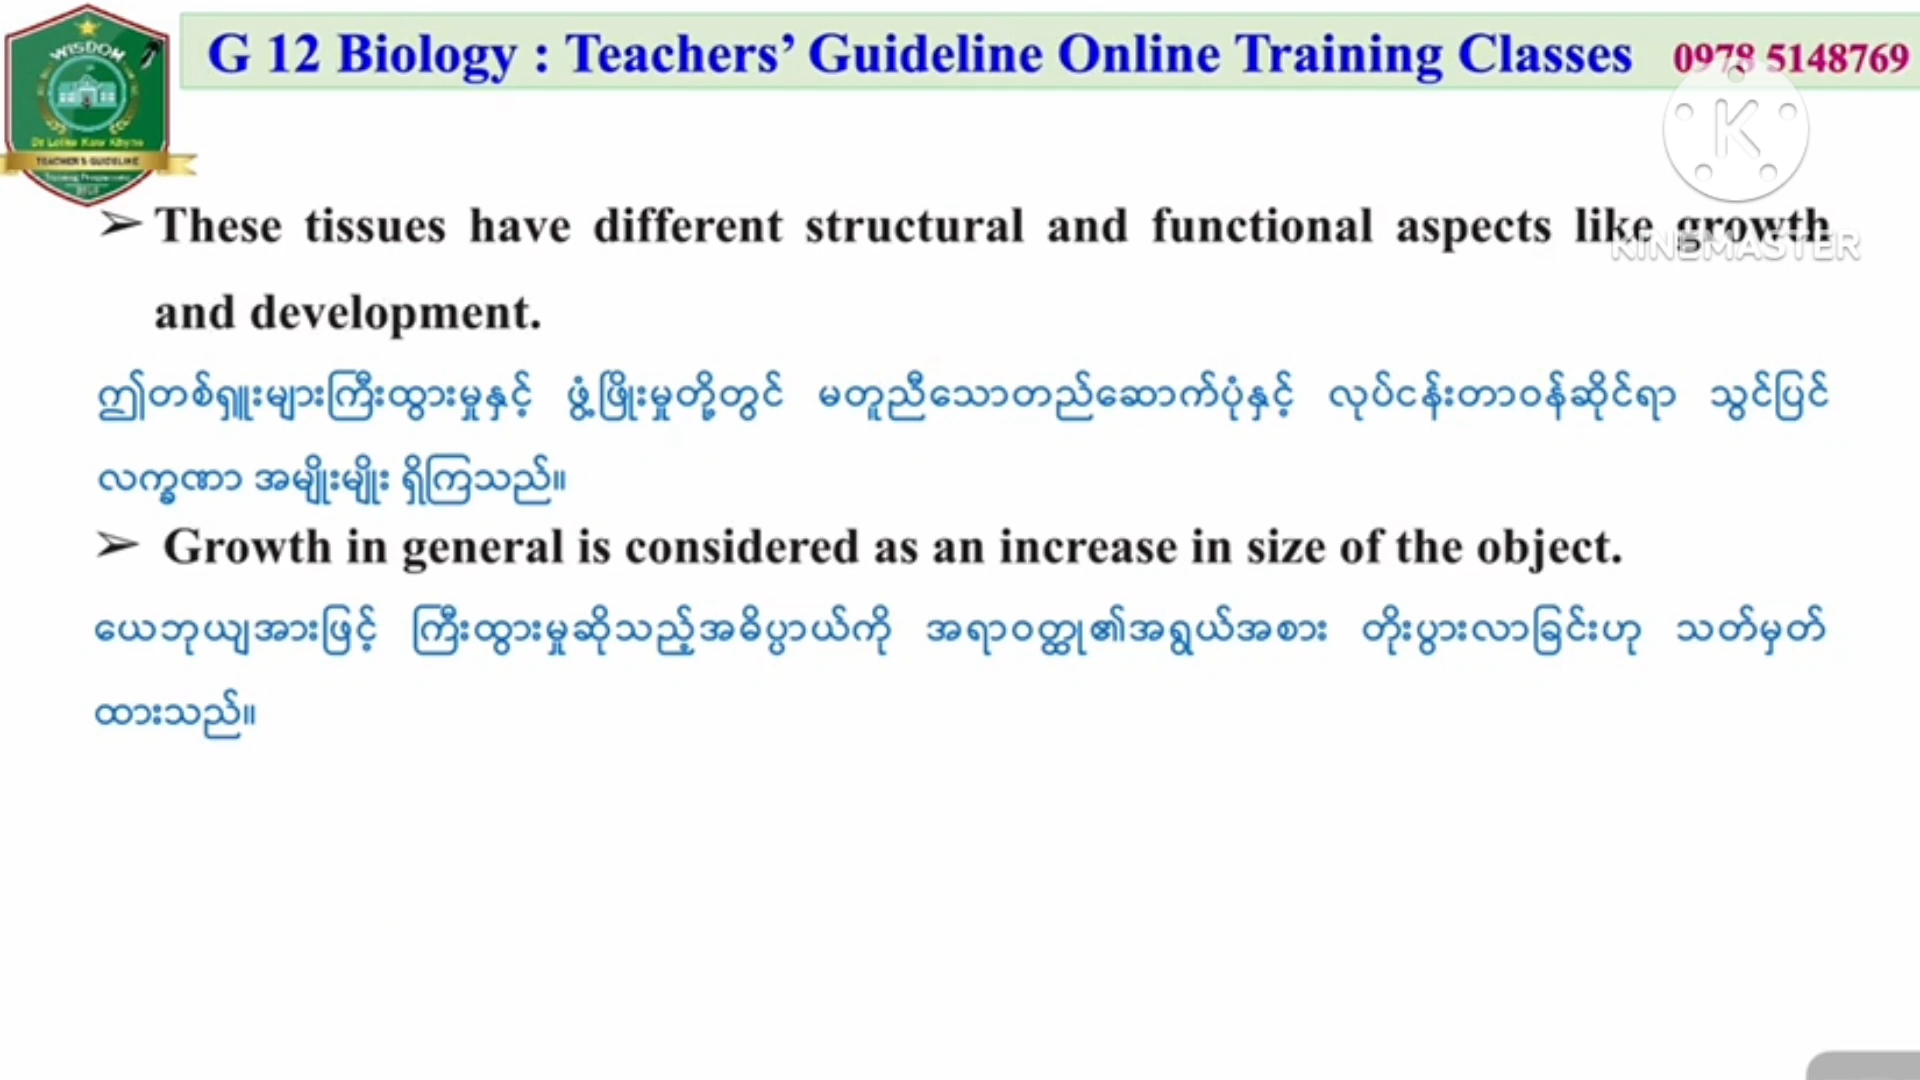 WISDOM
TEACHER'S GUIDELINE
G 12 Biology : Teachers’ Guideline Online Training Classes 0978 5148769
K
KINEMASTER
➢ These tissues have different structural and functional aspects like growth
and development.
ဤတစ်ရှူးများကြီးထွားမှုနှင့် ဖွံ့ဖြိုးမှုတို့တွင် မတူညီသောတည်ဆောက်ပုံနှင့် လုပ်ငန်းတာဝန်ဆိုင်ရာ သွင်ပြင်
လက္ခဏာ အမျိုးမျိုး ရှိကြသည်။
➢ Growth in general is considered as an increase in size of the object.
ယေဘုယျအားဖြင့် ကြီးထွားမှုဆိုသည့်အဓိပ္ပာယ်ကို အရာဝတ္ထု၏အရွယ်အစား တိုးပွားလာခြင်းဟု သတ်မှတ်
ထားသည်။